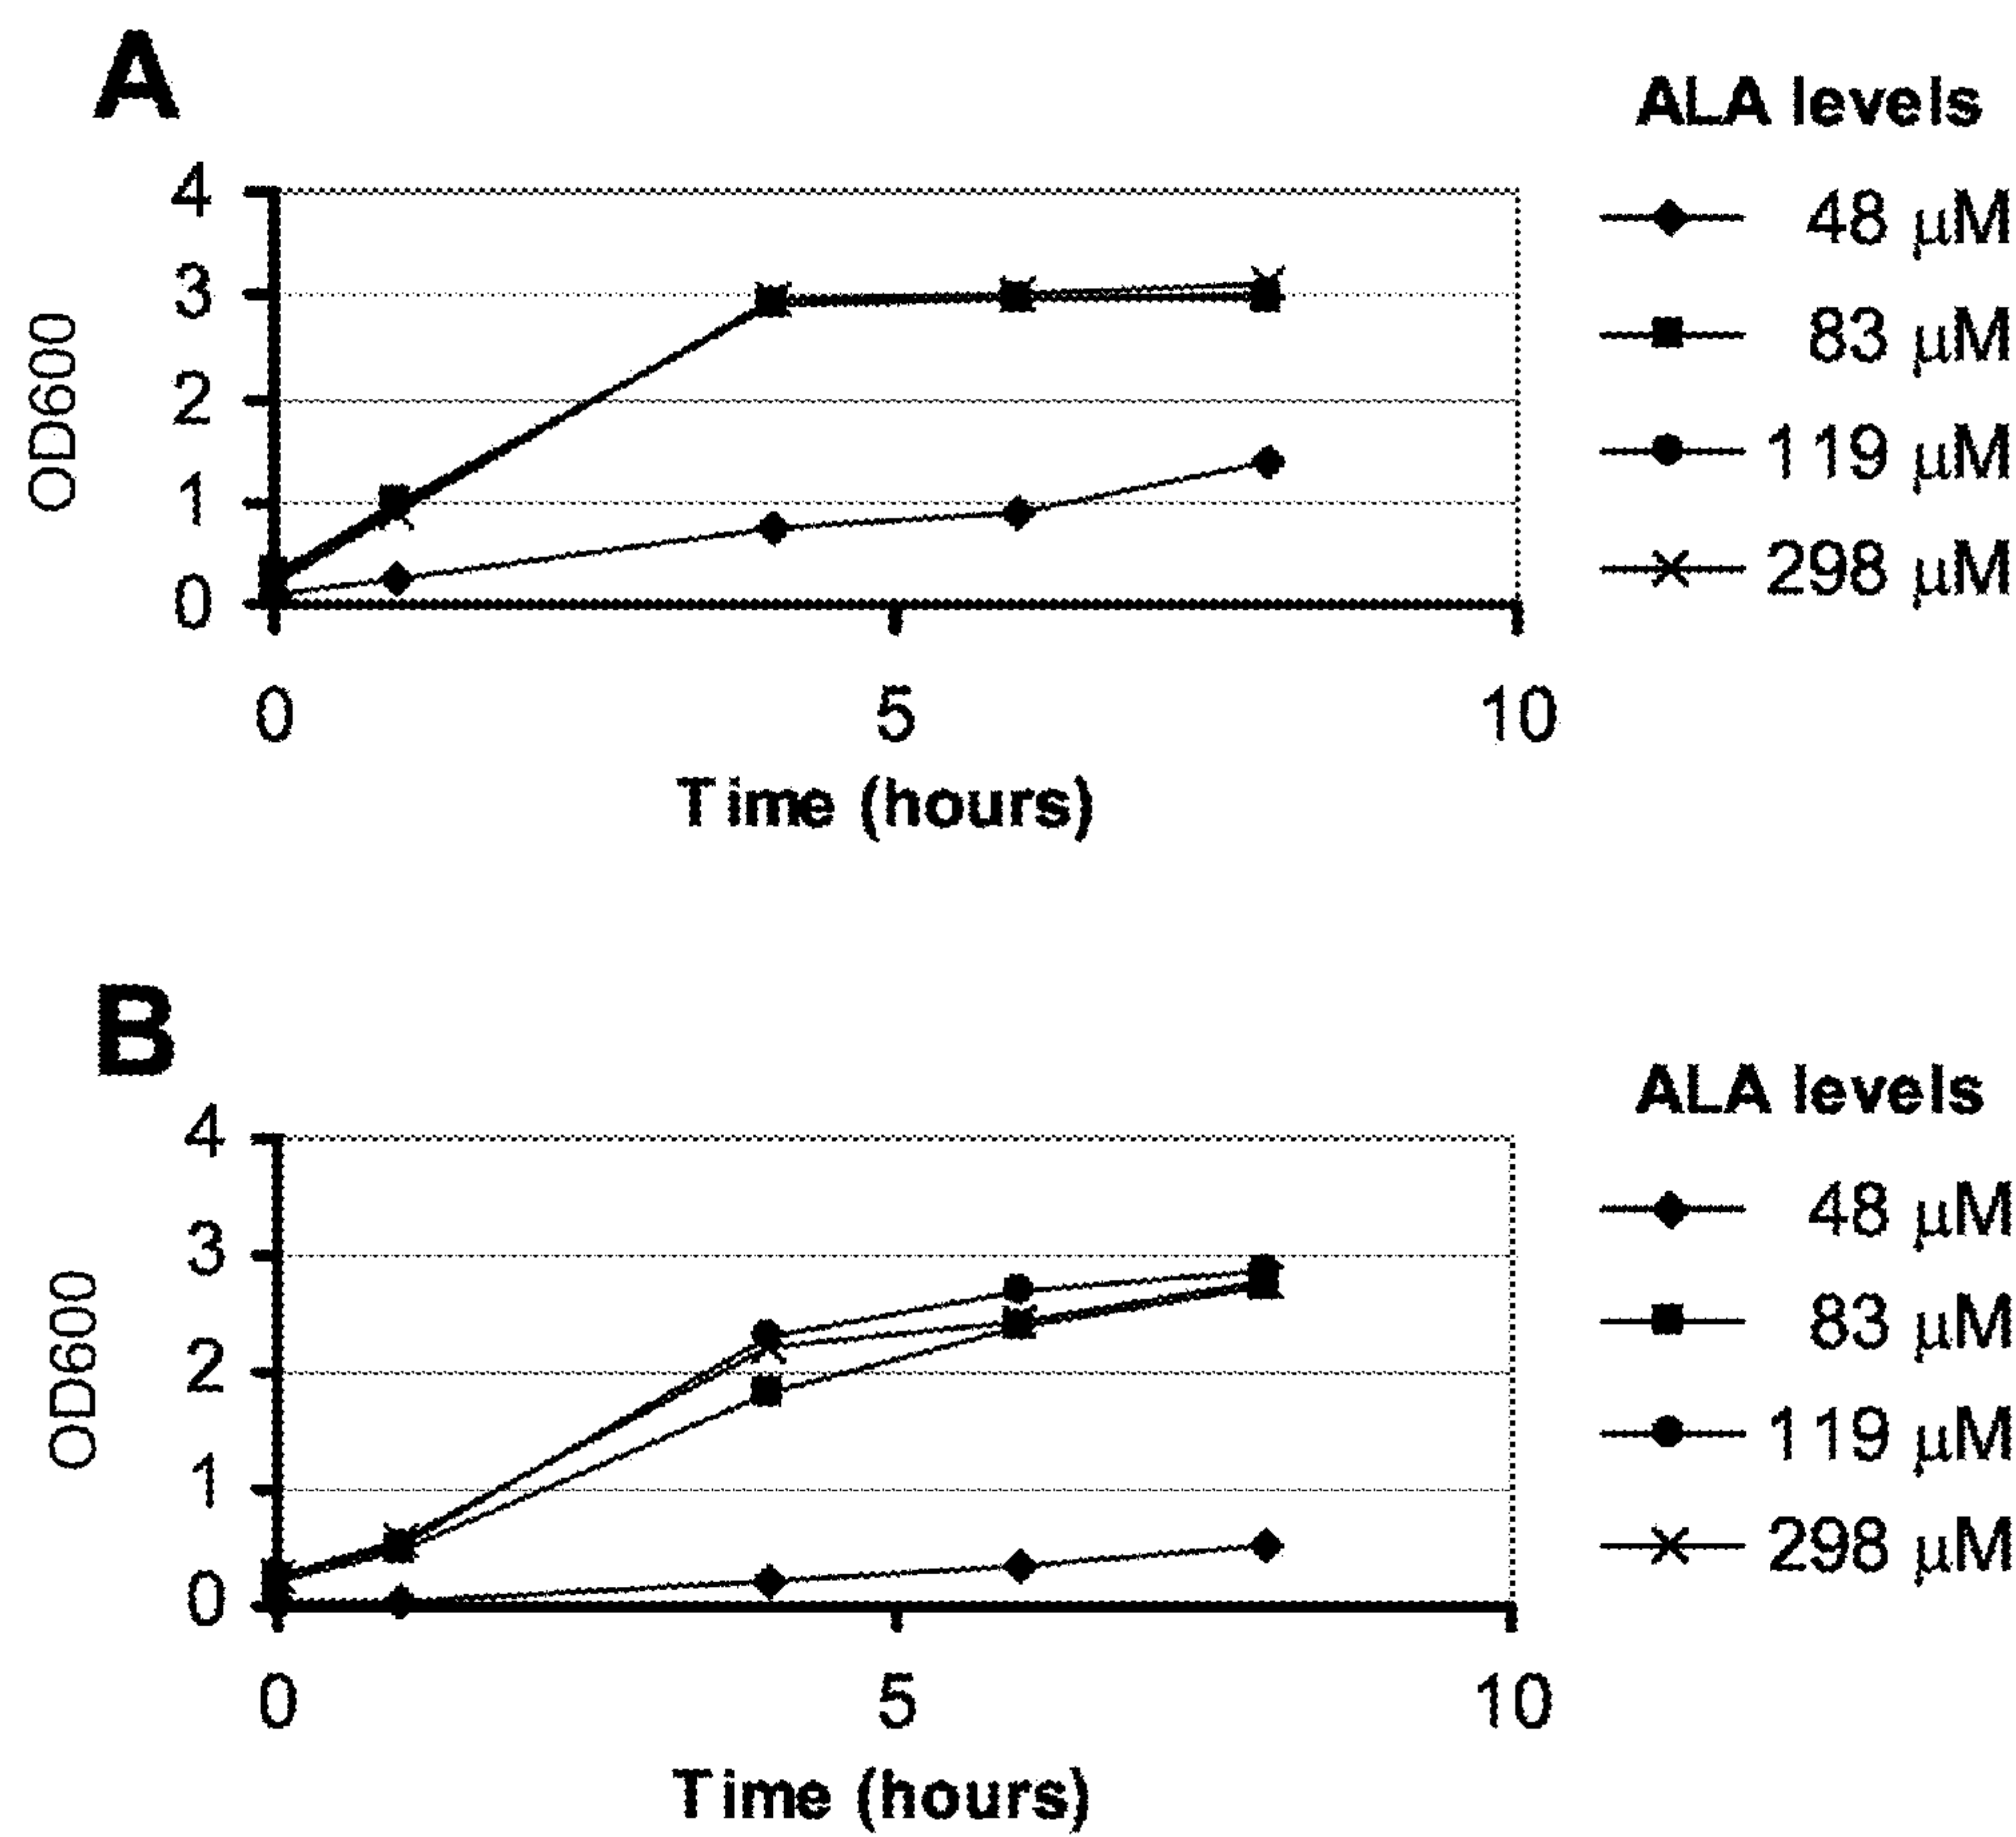 A
ALA levels
4
3
2
1
0
OD600
48 µM
83 µM
119 µM
298 µM
0 5 10
Time (hours)
B
ALA levels
4
3
2
1
0
OD600
48 µM
83 µM
119 µM
298 µM
0 5 10
Time (hours)